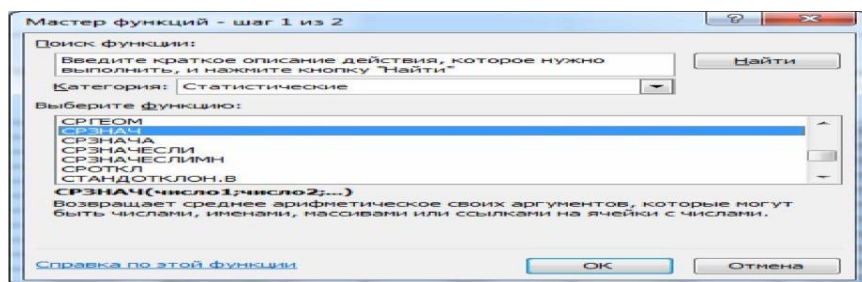 Мастер функций - шаг 1 из 2
Поиск функции:
Введите краткое описание действия, которое нужно выполнить, и нажмите кнопку "Найти"
Найти
Категория: Статистические
Выберите функцию:
СРГЕОМ
СРЗНАЧ
СРЗНАЧА
СРЗНАЧЕСЛИ
СРЗНАЧЕСЛИМН
СРОТКЛ
СТАНДОТКЛОН.В
СРЗНАЧ(число1;число2;...)
Возвращает среднее арифметическое своих аргументов, которые могут
быть числами, именами, массивами или ссылками на ячейки с числами.
Справка по этой функции
ОК
Отмена